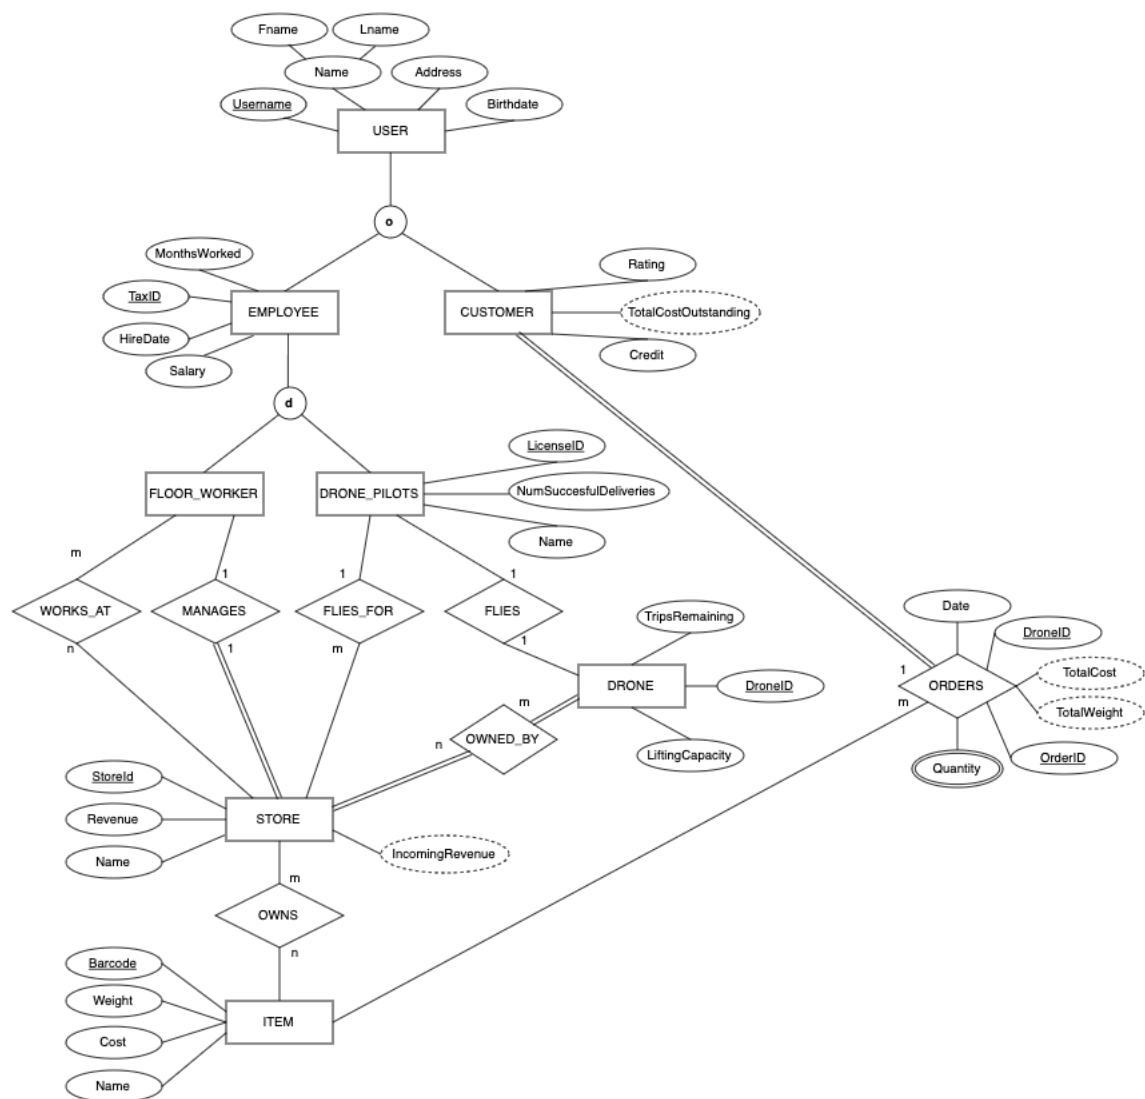 Fname
Lname
Name
Address
Username
Birthdate
USER
o
MonthsWorked
TaxID
HireDate
Salary
EMPLOYEE
CUSTOMER
Rating
TotalCostOutstanding
Credit
d
FLOOR_WORKER
DRONE_PILOTS
LicenseID
NumSuccesfulDeliveries
Name
m
1
1
1
WORKS_AT
MANAGES
FLIES_FOR
FLIES
n
1
m
1
TripsRemaining
DRONE
DroneID
LiftingCapacity
m
OWNED_BY
n
Date
DroneID
TotalCost
TotalWeight
OrderID
Quantity
1
ORDERS
m
StoreId
Revenue
Name
STORE
IncomingRevenue
m
OWNS
n
Barcode
Weight
Cost
Name
ITEM